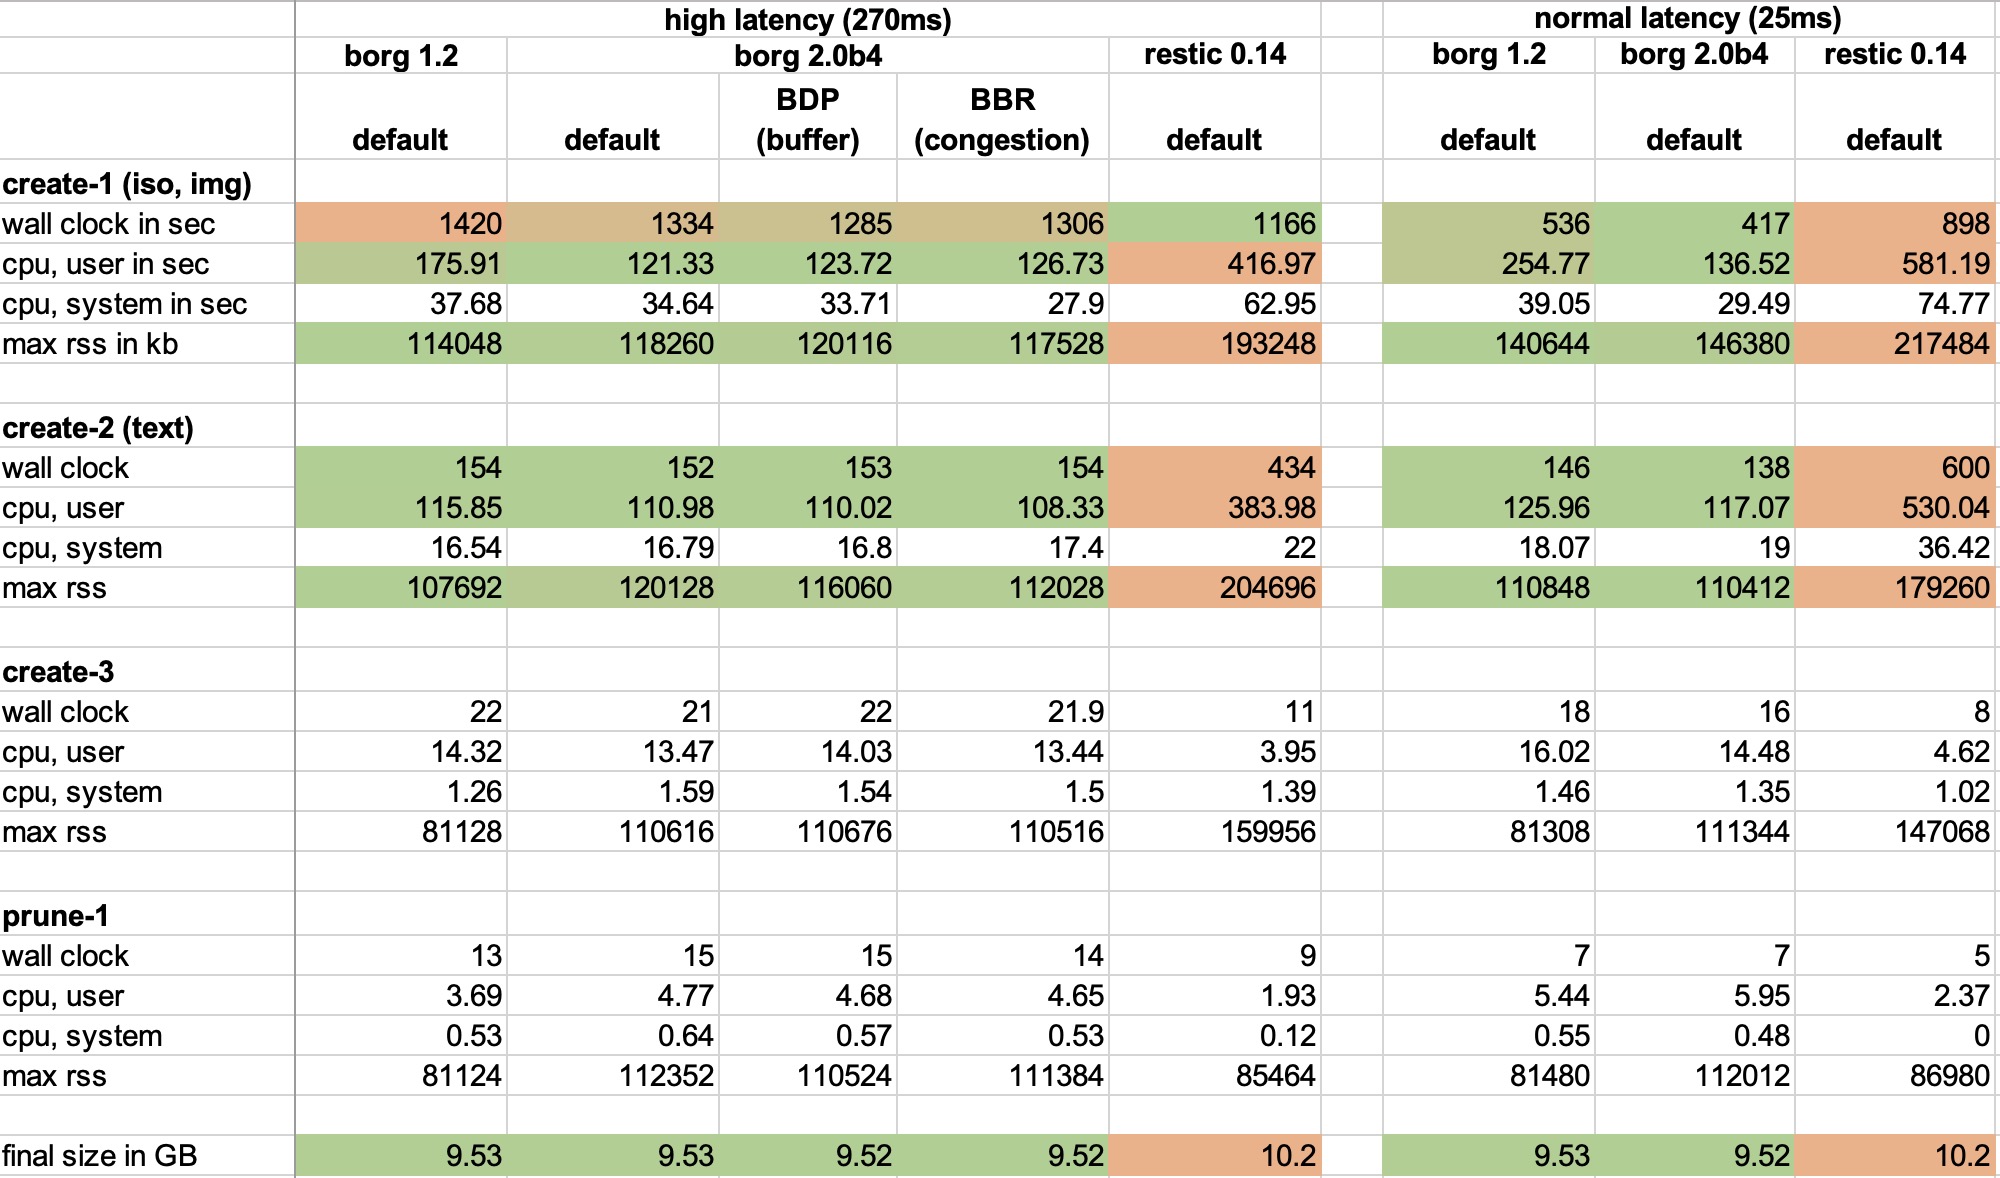 high latency (270ms) normal latency (25ms)
borg 1.2 borg 2.0b4 restic 0.14 borg 1.2 borg 2.0b4 restic 0.14
BDP BBR
default default (buffer) (congestion) default default default default
create-1 (iso, img)
wall clock in sec 1420 1334 1285 1306 1166 536 417 898
cpu, user in sec 175.91 121.33 123.72 126.73 416.97 254.77 136.52 581.19
cpu, system in sec 37.68 34.64 33.71 27.9 62.95 39.05 29.49 74.77
max rss in kb 114048 118260 120116 117528 193248 140644 146380 217484
create-2 (text)
wall clock 154 152 153 154 434 146 138 600
cpu, user 115.85 110.98 110.02 108.33 383.98 125.96 117.07 530.04
cpu, system 16.54 16.79 16.8 17.4 22 18.07 19 36.42
max rss 107692 120128 116060 112028 204696 110848 110412 179260
create-3
wall clock 22 21 22 21.9 11 18 16 8
cpu, user 14.32 13.47 14.03 13.44 3.95 16.02 14.48 4.62
cpu, system 1.26 1.59 1.54 1.5 1.39 1.46 1.35 1.02
max rss 81128 110616 110676 110516 159956 81308 111344 147068
prune-1
wall clock 13 15 15 14 9 7 7 5
cpu, user 3.69 4.77 4.68 4.65 1.93 5.44 5.95 2.37
cpu, system 0.53 0.64 0.57 0.53 0.12 0.55 0.48 0
max rss 81124 112352 110524 111384 85464 81480 112012 86980
final size in GB 9.53 9.53 9.52 9.52 10.2 9.53 9.52 10.2